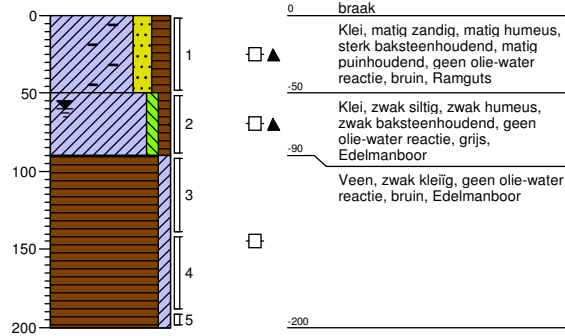 0
50
100
150
200
1
2
3
4
5
0
braak
Klei, matig zandig, matig humeus,
sterk baksteenhoudend, matig
puinhoudend, geen olie-water
reactie, bruin, Ramguts
-50
Klei, zwak siltig, zwak humeus,
zwak baksteenhoudend, geen
olie-water reactie, grijs,
Edelmanboor
-90
Veen, zwak kleiïg, geen olie-water
reactie, bruin, Edelmanboor
-200